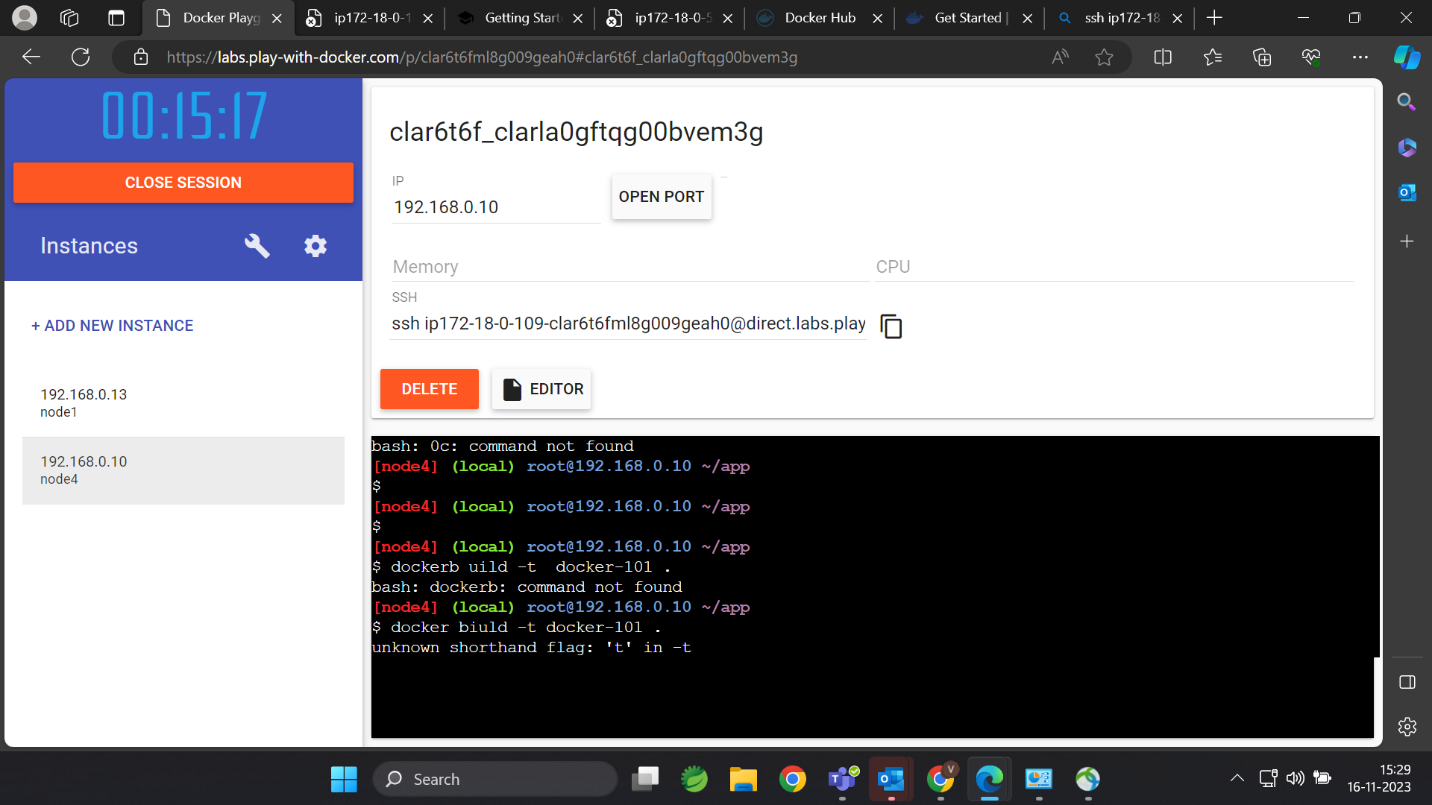 Docker Playg
ip172-18-0-1
Getting Start
ip172-18-0-5
Docker Hub
Get Started |
ssh ip172-18
https://labs.play-with-docker.com/p/clar6t6fml8g009geah0#clar6t6f_clarla0gftqg00bvem3g
00:15:17
CLOSE SESSION
Instances
+ ADD NEW INSTANCE
192.168.0.13
node1
192.168.0.10
node4
clar6t6f_clarla0gftqg00bvem3g
IP
192.168.0.10
OPEN PORT
Memory
CPU
SSH
ssh ip172-18-0-109-clar6t6fml8g009geah0@direct.labs.play
DELETE
EDITOR
bash: 0c: command not found
[node4] (local) root@192.168.0.10 ~/app
$
[node4] (local) root@192.168.0.10 ~/app
$
[node4] (local) root@192.168.0.10 ~/app
$ dockerb uild -t  docker-101 .
bash: dockerb: command not found
[node4] (local) root@192.168.0.10 ~/app
$ docker biuld -t docker-101 .
unknown shorthand flag: 't' in -t
Search
V
15:29
16-11-2023